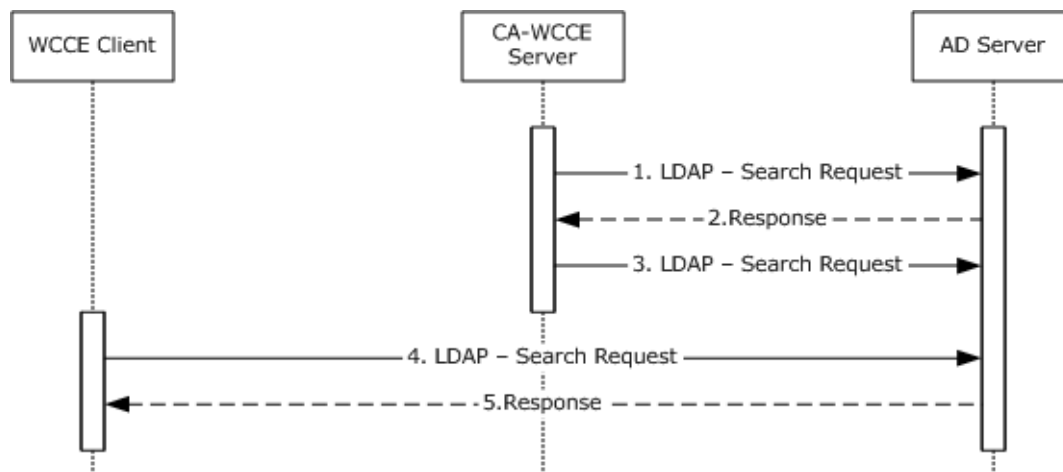 WCCE Client
CA-WCCE
Server
AD Server
1. LDAP – Search Request
2.Response
3. LDAP – Search Request
4. LDAP – Search Request
5.Response